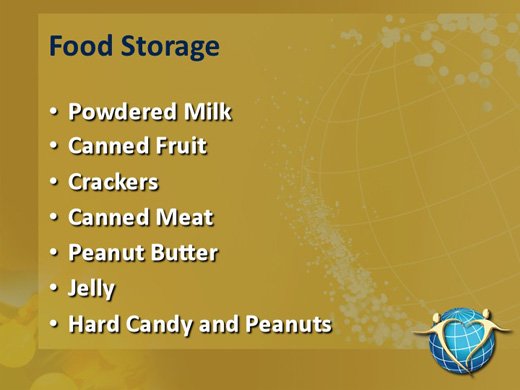 Food Storage
• Powdered Milk
• Canned Fruit
• Crackers
• Canned Meat
• Peanut Butter
• Jelly
• Hard Candy and Peanuts